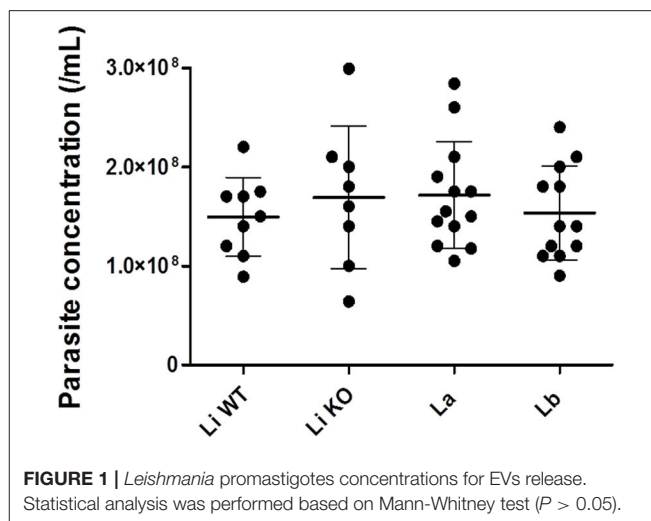 Parasite concentration (/mL)
3.0×10⁸
2.0×10⁸
1.0×10⁸
0
Li WT
Li KO
La
Lb
FIGURE 1 | Leishmania promastigotes concentrations for EVs release.
Statistical analysis was performed based on Mann-Whitney test (P > 0.05).